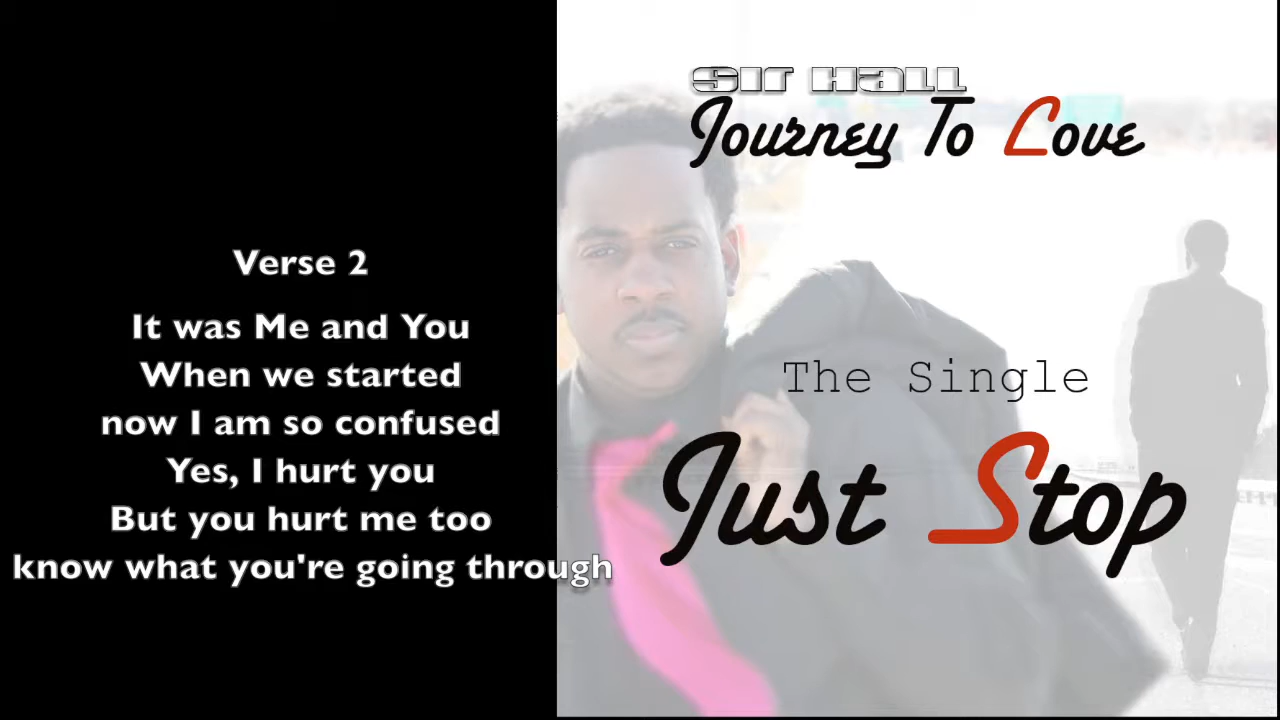 Verse 2
It was Me and You
When we started
now I am so confused
Yes, I hurt you
But you hurt me too
know what you're going through
Sir Hall
Journey To Love
The Single
Just Stop